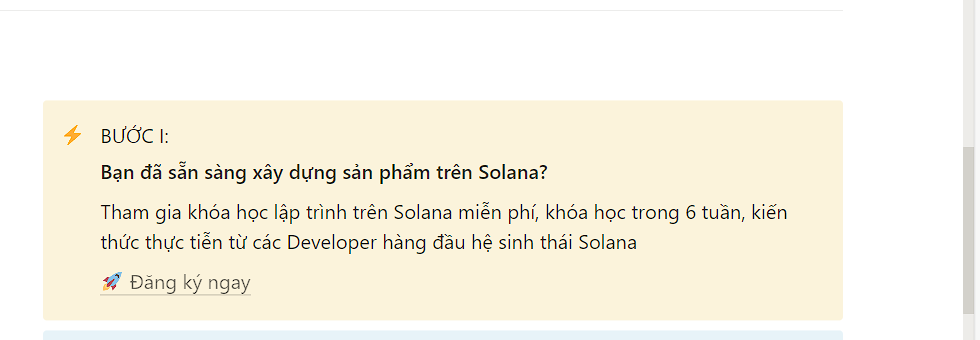 ⚡ BƯỚC I:
Bạn đã sẵn sàng xây dựng sản phẩm trên Solana?
Tham gia khóa học lập trình trên Solana miễn phí, khóa học trong 6 tuần, kiến
thức thực tiễn từ các Developer hàng đầu hệ sinh thái Solana
🚀 Đăng ký ngay